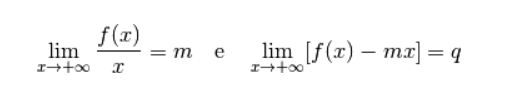 lim_{x→+∞} f(x)/x = m e lim_{x→+∞} [f(x) − mx] = q